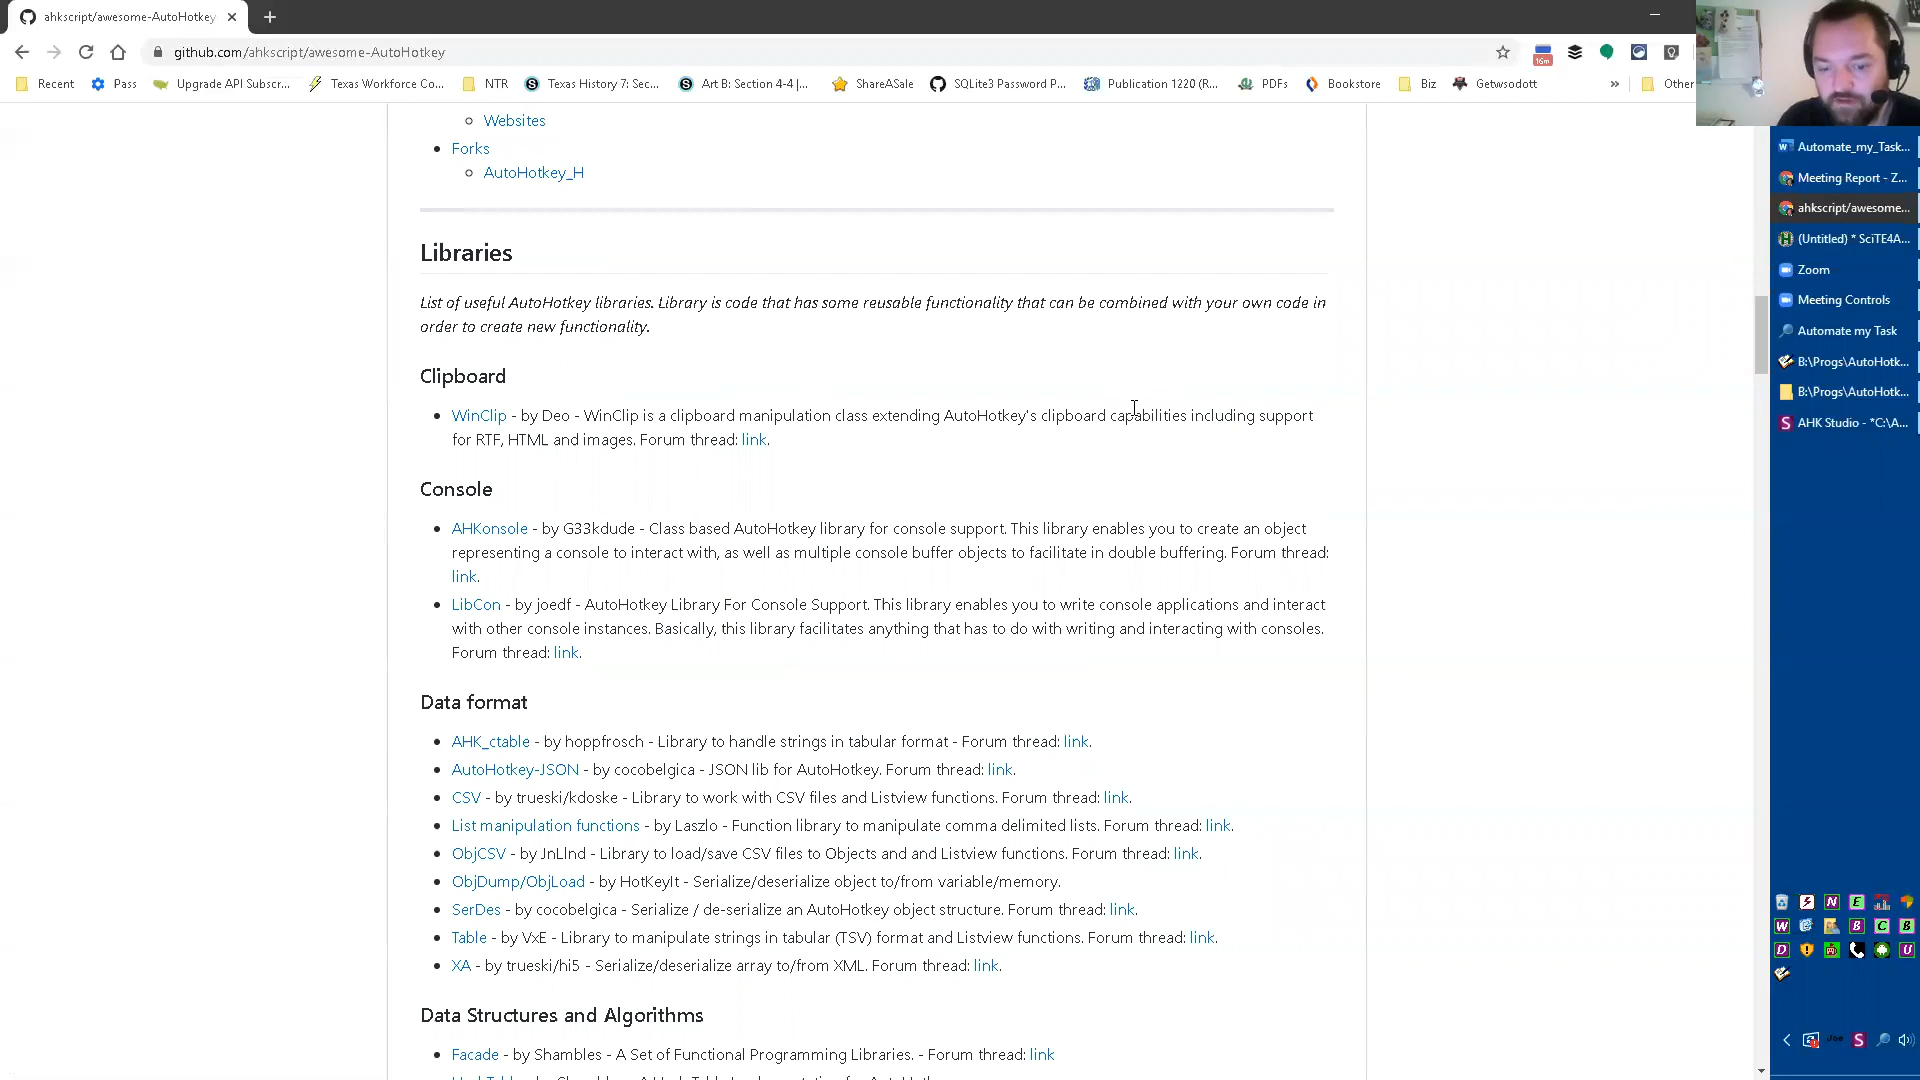 ahkscript/awesome-AutoHotkey
github.com/ahkscript/awesome-AutoHotkey
16m
Recent Pass Upgrade API Subscr... Texas Workforce Co... NTR Texas History 7: Sec... Art B: Section 4-4 |... ShareASale SQLite3 Password P... Publication 1220 (R... PDFs Bookstore Biz Getwsodott » Other
Websites
Forks
AutoHotkey_H
Libraries
List of useful AutoHotkey libraries. Library is code that has some reusable functionality that can be combined with your own code in
order to create new functionality.
Clipboard
WinClip - by Deo - WinClip is a clipboard manipulation class extending AutoHotkey's clipboard capabilities including support
for RTF, HTML and images. Forum thread: link.
Console
AHKonsole - by G33kdude - Class based AutoHotkey library for console support. This library enables you to create an object
representing a console to interact with, as well as multiple console buffer objects to facilitate in double buffering. Forum thread:
link.
LibCon - by joedf - AutoHotkey Library For Console Support. This library enables you to write console applications and interact
with other console instances. Basically, this library facilitates anything that has to do with writing and interacting with consoles.
Forum thread: link.
Data format
AHK_ctable - by hoppfrosch - Library to handle strings in tabular format - Forum thread: link.
AutoHotkey-JSON - by cocobelgica - JSON lib for AutoHotkey. Forum thread: link.
CSV - by trueski/kdoske - Library to work with CSV files and Listview functions. Forum thread: link.
List manipulation functions - by Laszlo - Function library to manipulate comma delimited lists. Forum thread: link.
ObjCSV - by JnLlnd - Library to load/save CSV files to Objects and and Listview functions. Forum thread: link.
ObjDump/ObjLoad - by HotKeyIt - Serialize/deserialize object to/from variable/memory.
SerDes - by cocobelgica - Serialize / de-serialize an AutoHotkey object structure. Forum thread: link.
Table - by VxE - Library to manipulate strings in tabular (TSV) format and Listview functions. Forum thread: link.
XA - by trueski/hi5 - Serialize/deserialize array to/from XML. Forum thread: link.
Data Structures and Algorithms
Facade - by Shambles - A Set of Functional Programming Libraries. - Forum thread: link
Automate_my_Task...
Meeting Report - Z...
ahkscript/awesome...
(Untitled) * SciTE4A...
Zoom
Meeting Controls
Automate my Task
B:\Progs\AutoHotk...
B:\Progs\AutoHotk...
AHK Studio - *C:\A...
N E
W B C B
D U
Joe S